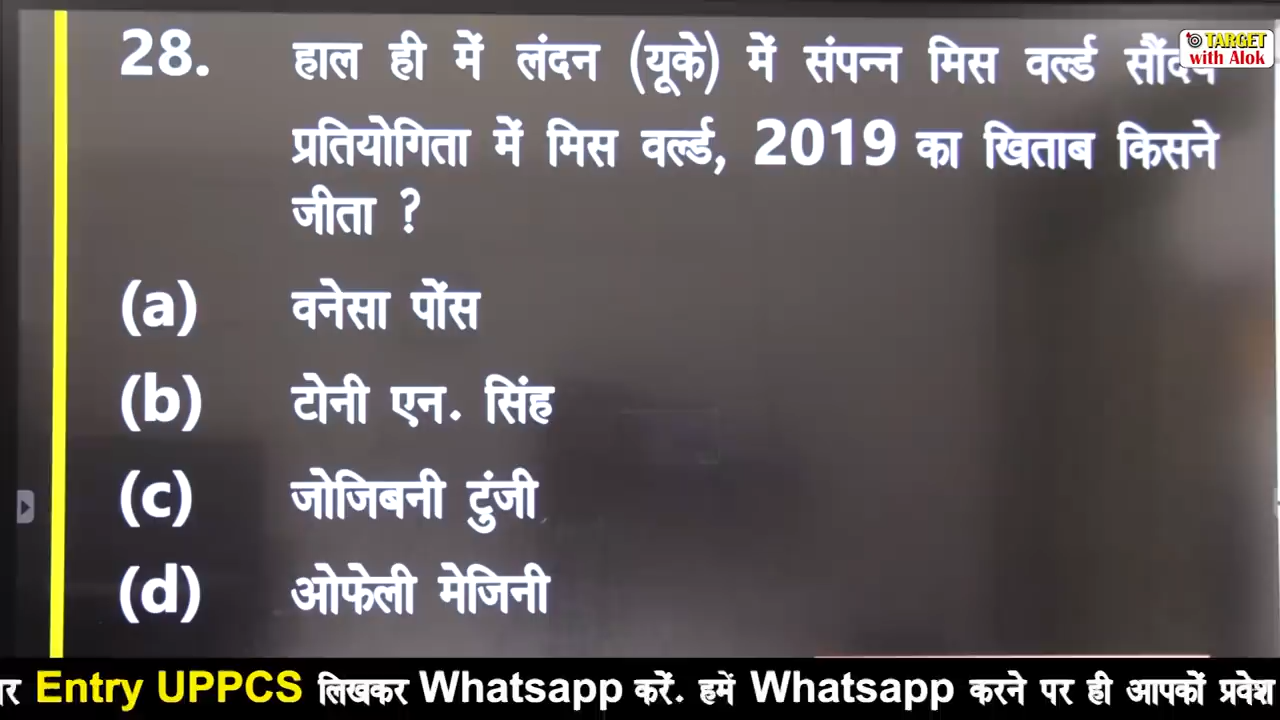 TARGET
with Alok
28. हाल ही में लंदन (यूके) में संपन्न मिस वर्ल्ड
प्रतियोगिता में मिस वर्ल्ड, 2019 का खिताब किसने
जीता ?
(a) वनेसा पोंस
(b) टोनी एन. सिंह
(c) जोजिबनी टुंजी
(d) ओफेली मेजिनी
Entry UPPCS लिखकर Whatsapp करें. हमें Whatsapp करने पर ही आपकों प्रवेश